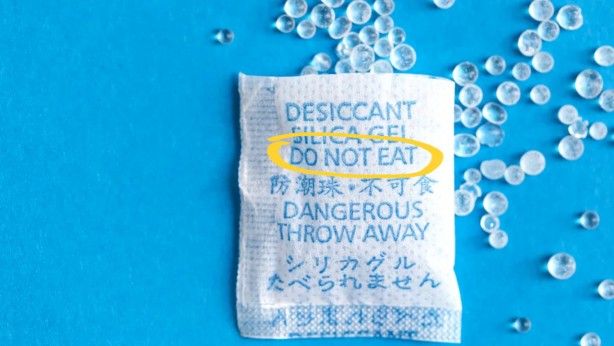 DESICCANT
SILICA GEL
DO NOT EAT
防潮珠・不可食
DANGEROUS
THROW AWAY
シリカゲル
たべられません